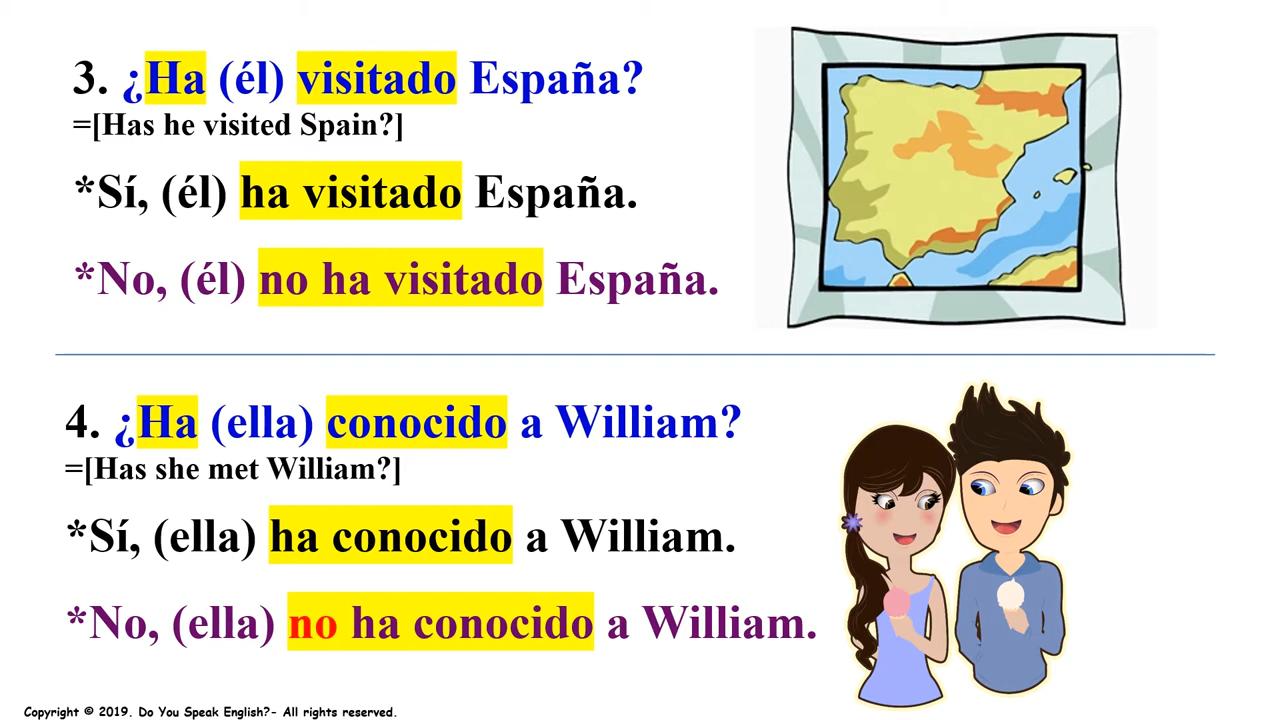 3. ¿Ha (él) visitado España?
=[Has he visited Spain?]
*Sí, (él) ha visitado España.
*No, (él) no ha visitado España.
4. ¿Ha (ella) conocido a William?
=[Has she met William?]
*Sí, (ella) ha conocido a William.
*No, (ella) no ha conocido a William.
Copyright © 2019. Do You Speak English?- All rights reserved.